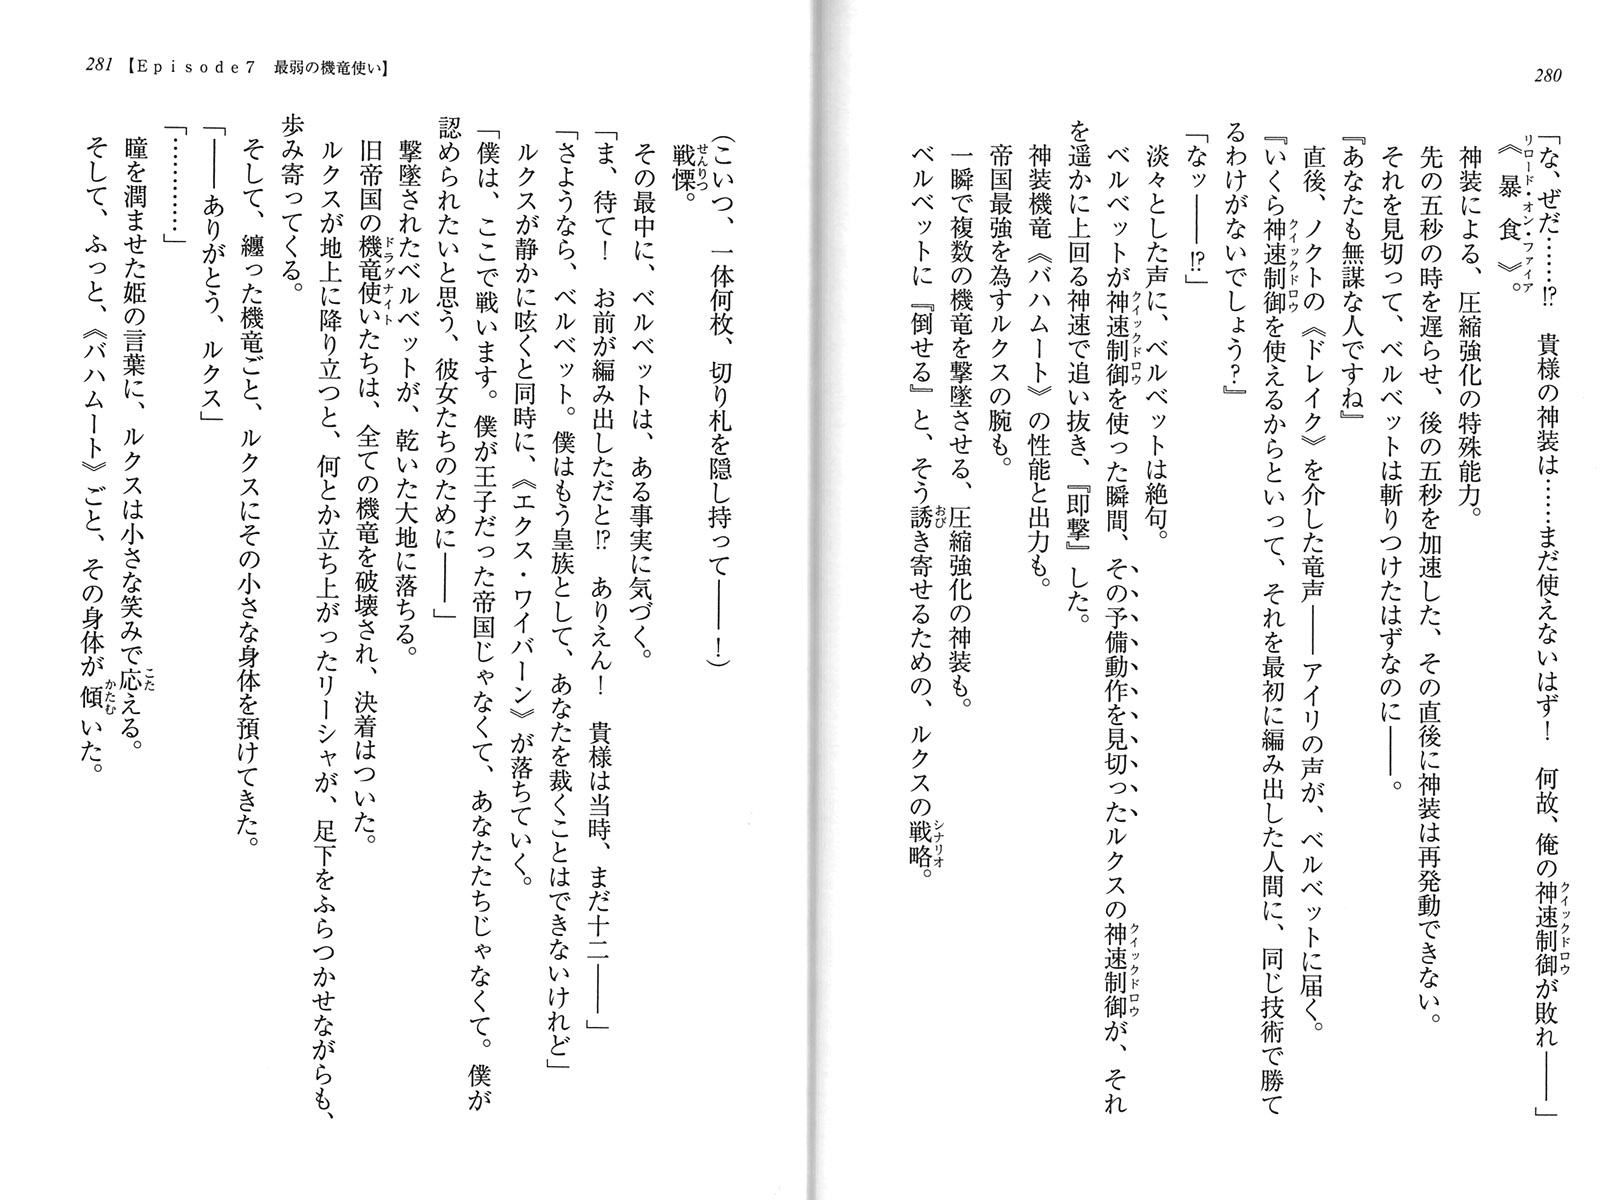 280
「な、ぜだ……!?　貴様の神装は……まだ使えないはず！　何故、俺の神速制御が敗れ――」
《暴食》。
神装による、圧縮強化の特殊能力。
先の五秒の時を遅らせ、後の五秒を加速した、その直後に神装は再発動できない。
それを見切って、ベルベットは斬りつけたはずなのに――。
『あなたも無謀な人ですね』
直後、ノクトの《ドレイク》を介した竜声――アイリの声が、ベルベットに届く。
『いくら神速制御を使えるからといって、それを最初に編み出した人間に、同じ技術で勝て
るわけがないでしょう？』
「なッ――!?」
淡々とした声に、ベルベットは絶句。
ベルベットが神速制御を使った瞬間、その予備動作を見切ったルクスの神速制御が、それ
を遥かに上回る神速で追い抜き、『即撃』した。
神装機竜《バハムート》の性能と出力も。
帝国最強を為すルクスの腕も。
一瞬で複数の機竜を撃墜させる、圧縮強化の神装も。
ベルベットに『倒せる』と、そう誘き寄せるための、ルクスの戦略。
281【Episode7　最弱の機竜使い】
（こいつ、一体何枚、切り札を隠し持って――！）
戦慄。
その最中に、ベルベットは、ある事実に気づく。
「ま、待て！　お前が編み出しただと!?　ありえん！　貴様は当時、まだ十二――」
「さようなら、ベルベット。僕はもう皇族として、あなたを裁くことはできないけれど」
ルクスが静かに呟くと同時に、《エクス・ワイバーン》が落ちていく。
「僕は、ここで戦います。僕が王子だった帝国じゃなくて、あなたたちじゃなくて。僕が
認められたいと思う、彼女たちのために――」
撃墜されたベルベットが、乾いた大地に落ちる。
旧帝国の機竜使いたちは、全ての機竜を破壊され、決着はついた。
ルクスが地上に降り立つと、何とか立ち上がったリーシャが、足下をふらつかせながらも、
歩み寄ってくる。
そして、纏った機竜ごと、ルクスにその小さな身体を預けてきた。
「――ありがとう、ルクス」
「…………」
瞳を潤ませた姫の言葉に、ルクスは小さな笑みで応える。
そして、ふっと、《バハムート》ごと、その身体が傾いた。